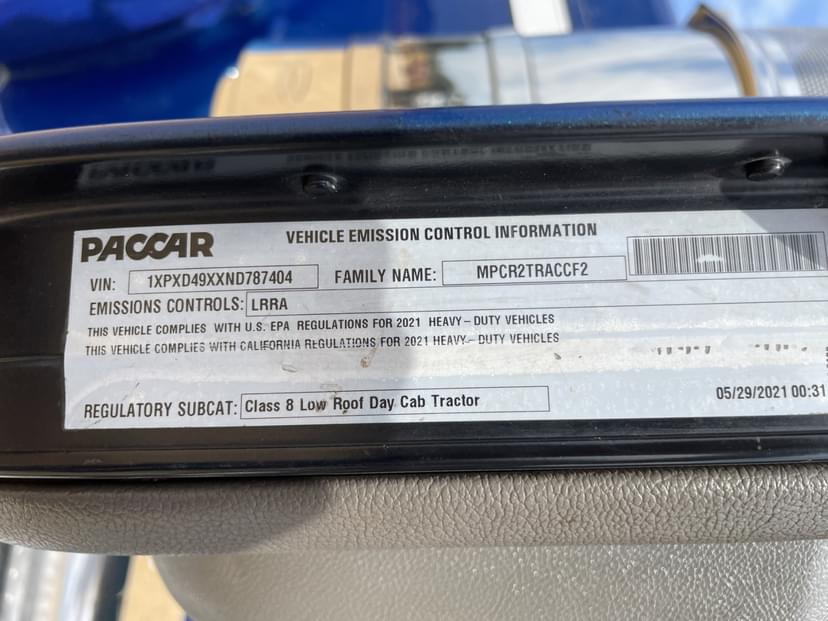 PACCAR
VEHICLE EMISSION CONTROL INFORMATION
VIN: 1XPXD49XXND787404 FAMILY NAME: MPCR2TRACCF2
EMISSIONS CONTROLS: LRRA
THIS VEHICLE COMPLIES WITH U.S. EPA REGULATIONS FOR 2021 HEAVY-DUTY VEHICLES
THIS VEHICLE COMPLIES WITH CALIFORNIA REGULATIONS FOR 2021 HEAVY-DUTY VEHICLES
REGULATORY SUBCAT: Class 8 Low Roof Day Cab Tractor
05/29/2021 00:31